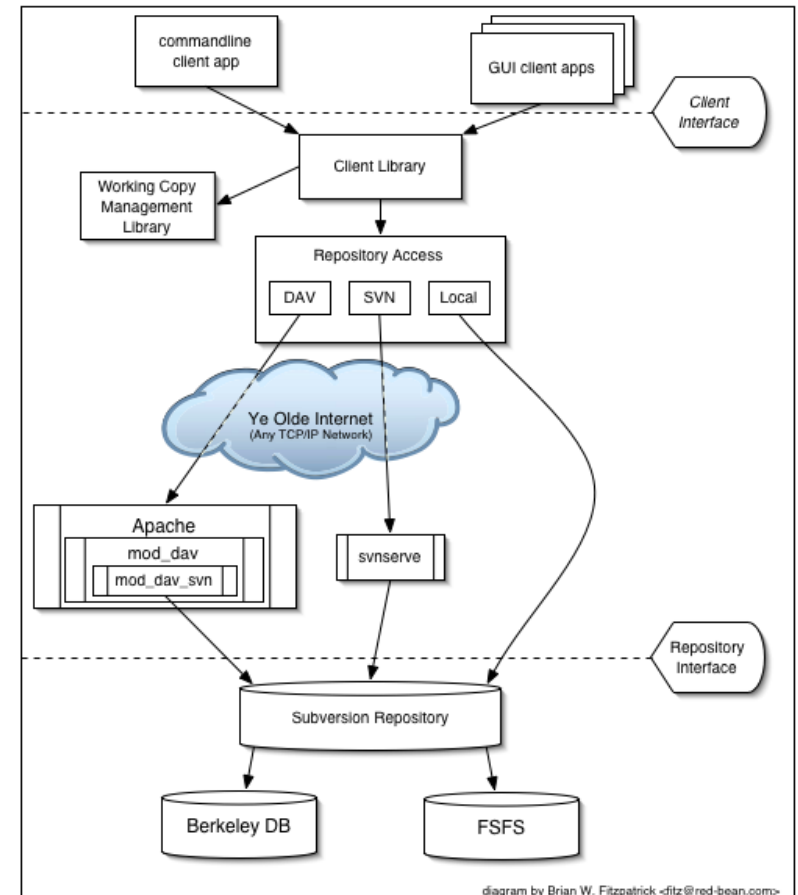 commandline
client app
GUI client apps
Client
Interface
Client Library
Working Copy
Management
Library
Repository Access
DAV
SVN
Local
Ye Olde Internet
(Any TCP/IP Network)
Apache
mod_dav
mod_dav_svn
svnserve
Repository
Interface
Subversion Repository
Berkeley DB
FSFS
diagram by Brian W. Fitzpatrick <fitz@red-bean.com>